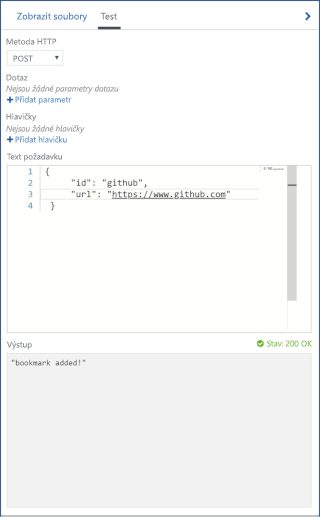 Zobrazit soubory Test
Metoda HTTP
POST
Dotaz
Nejsou žádné parametry dotazu
Přidat parametr
Hlavičky
Nejsou žádné hlavičky
Přidat hlavičku
Text požadavku
1 {
2 "id": "github",
3 "url": "https://www.github.com"
4 }
Výstup Stav: 200 OK
"bookmark added!"